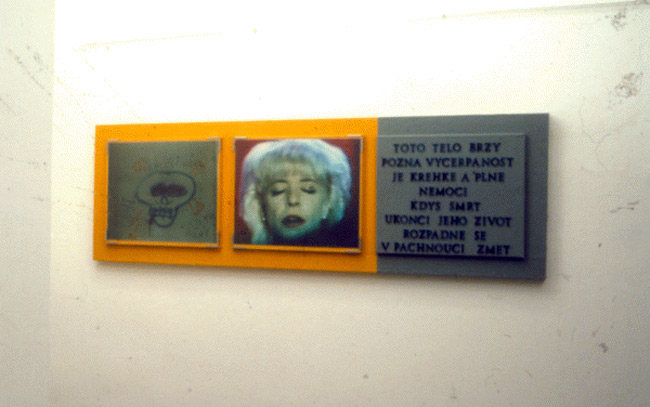 TOTO TELO BRZY
POZNA VYCERPANOST
JE KREHKE A PLNE
NEMOCI
KDYS SMRT
UKONCI JEHO ZIVOT
ROZPADNE SE
V PACHNOUCI ZMET